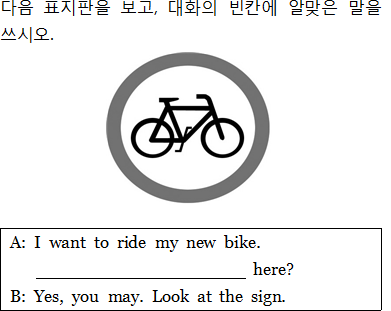 다음 표지판을 보고, 대화의 빈칸에 알맞은 말을
쓰시오.
A: I want to ride my new bike.
____________________ here?
B: Yes, you may. Look at the sign.